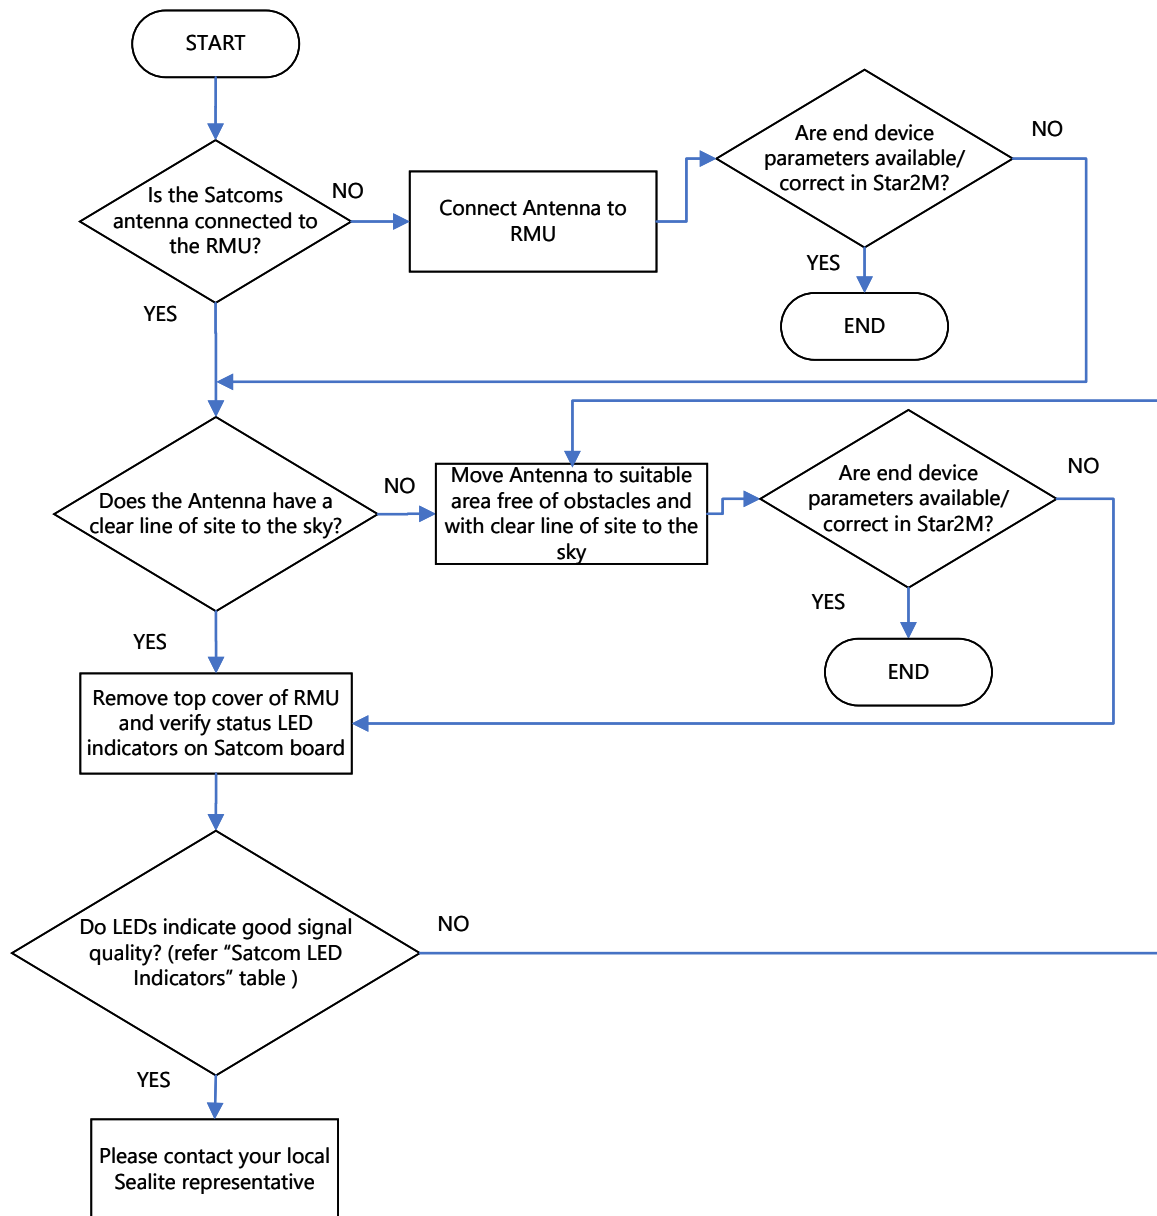 START
Is the Satcoms
antenna connected to
the RMU?
NO
Connect Antenna to
RMU
Are end device
parameters available/
correct in Star2M?
NO
YES
END
YES
Does the Antenna have a
clear line of site to the sky?
NO
Move Antenna to suitable
area free of obstacles and
with clear line of site to the
sky
Are end device
parameters available/
correct in Star2M?
NO
YES
END
YES
Remove top cover of RMU
and verify status LED
indicators on Satcom board
Do LEDs indicate good signal
quality? (refer “Satcom LED
Indicators” table )
NO
YES
Please contact your local
Sealite representative